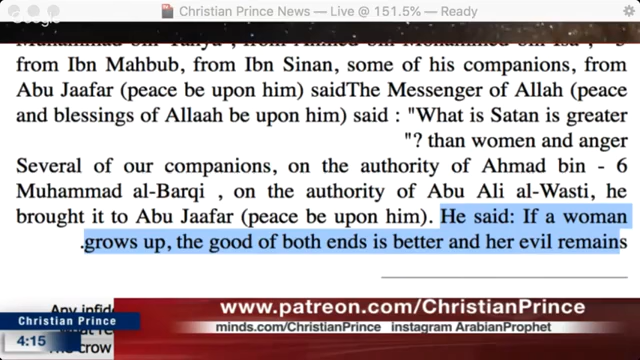 Christian Prince News — Live @ 151.5% — Ready
Google
from Ibn Mahbub, from Ibn Sinan, some of his companions, from
Abu Jaafar (peace be upon him) saidThe Messenger of Allah (peace
and blessings of Allaah be upon him) said : "What is Satan is greater
"? than women and anger
Several of our companions, on the authority of Ahmad bin - 6
Muhammad al-Barqi , on the authority of Abu Ali al-Wasti, he
brought it to Abu Jaafar (peace be upon him). He said: If a woman
.grows up, the good of both ends is better and her evil remains
Any infid
www.patreon.com/ChristianPrince
Christian Prince
minds.com/ChristianPrince instagram ArabianProphet
4:15
The crow